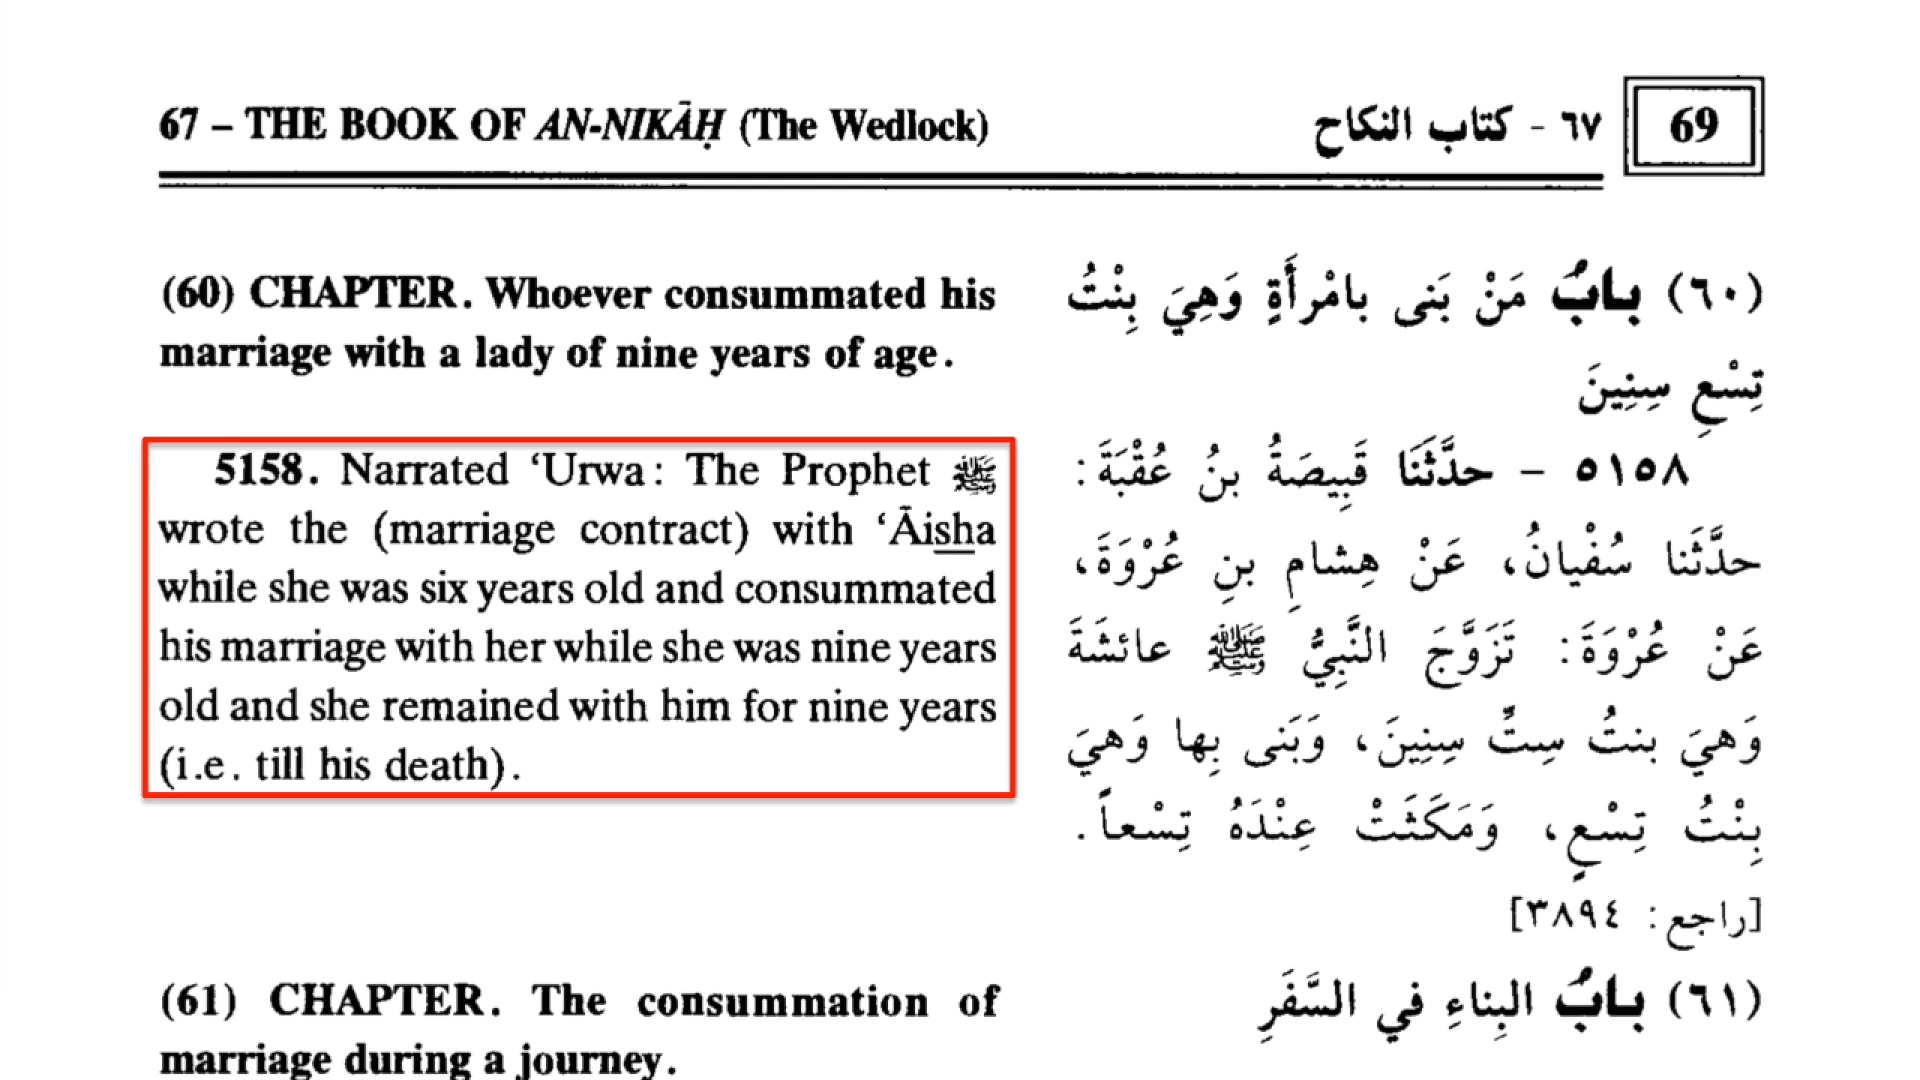 67 – THE BOOK OF AN-NIKĀḤ (The Wedlock)
٦٧ - كتاب النكاح
69
(60) CHAPTER. Whoever consummated his
marriage with a lady of nine years of age.
5158. Narrated ‘Urwa: The Prophet ﷺ
wrote the (marriage contract) with ‘Āisha
while she was six years old and consummated
his marriage with her while she was nine years
old and she remained with him for nine years
(i.e. till his death).
(61) CHAPTER. The consummation of
marriage during a journey.
(٦٠) بابٌ مَنْ بَنى بامْرأَةٍ وَهِيَ بِنْتُ
تِسْعِ سِنِينَ
٥١٥٨ – حدَّثَنَا قَبِيصَةُ بنُ عُقْبَةَ:
حدَّثَنا سُفْيانُ، عَنْ هِشامِ بنِ عُرْوَةَ،
عَنْ عُرْوَةَ: تَزَوَّجَ النَّبِيُّ ﷺ عائشَةَ
وَهيَ بنتُ ستٍّ سِنِينَ، وَبَنى بِها وَهيَ
بِنْتُ تِسْعٍ، وَمَكَثَتْ عِنْدَهُ تِسْعاً.
[راجع: ٣٨٩٤]
(٦١) بابُ البِناءِ في السَّفَرِ